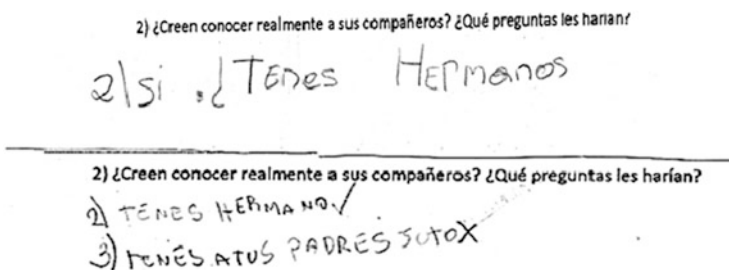 2) ¿Creen conocer realmente a sus compañeros? ¿Qué preguntas les harían?
2) Si . ¿TENES HERMANOS
2) ¿Creen conocer realmente a sus compañeros? ¿Qué preguntas les harían?
2) TENES HERMANO
3) TENÉS A TUS PADRES JUTOX